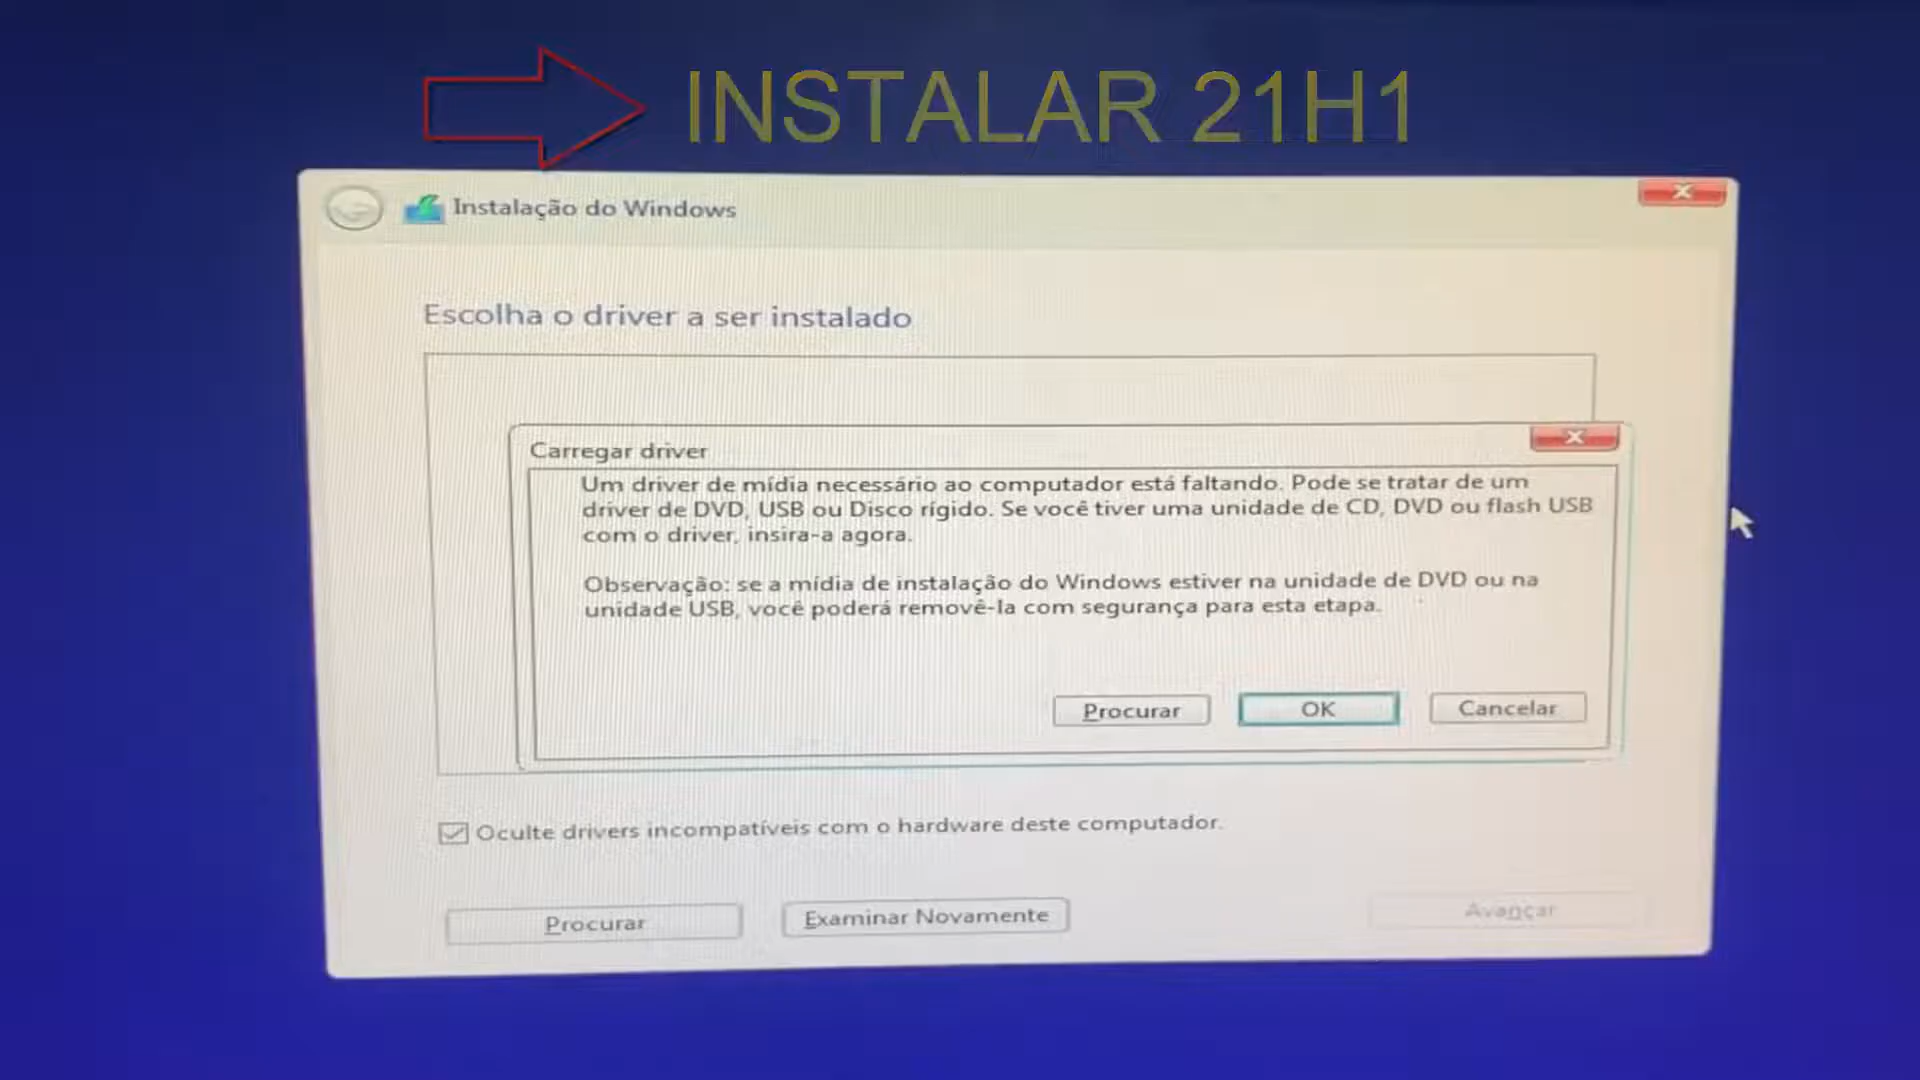 INSTALAR 21H1
Instalação do Windows
Escolha o driver a ser instalado
Carregar driver
Um driver de mídia necessário ao computador está faltando. Pode se tratar de um
driver de DVD, USB ou Disco rígido. Se você tiver uma unidade de CD, DVD ou flash USB
com o driver, insira-a agora.
Observação: se a mídia de instalação do Windows estiver na unidade de DVD ou na
unidade USB, você poderá removê-la com segurança para esta etapa.
Procurar OK Cancelar
Oculte drivers incompatíveis com o hardware deste computador.
Procurar Examinar Novamente Avançar